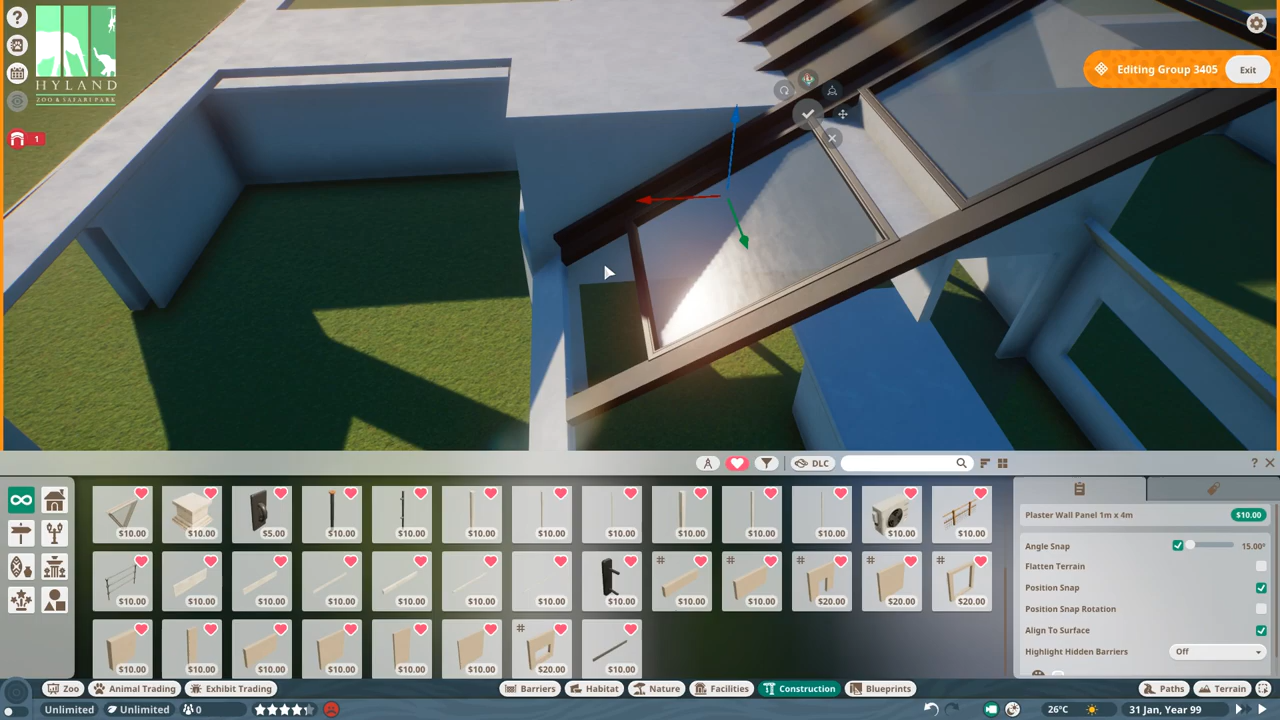 HYLAND
ZOO & SAFARI PARK
1
Editing Group 3405
Exit
DLC
$10.00 $10.00 $5.00 $10.00 $10.00 $10.00 $10.00 $10.00 $10.00 $10.00 $10.00 $10.00 $10.00
$10.00 $10.00 $10.00 $10.00 $10.00 $10.00 $10.00 $10.00 $10.00 $10.00 $20.00 $20.00 $20.00
$10.00 $10.00 $10.00 $10.00 $10.00 $10.00 $20.00 $10.00
Plaster Wall Panel 1m x 4m $10.00
Angle Snap 15.00°
Flatten Terrain
Position Snap
Position Snap Rotation
Align To Surface
Highlight Hidden Barriers Off
Zoo Animal Trading Exhibit Trading Barriers Habitat Nature Facilities Construction Blueprints Paths Terrain
Unlimited Unlimited 0 26°C 31 Jan, Year 99